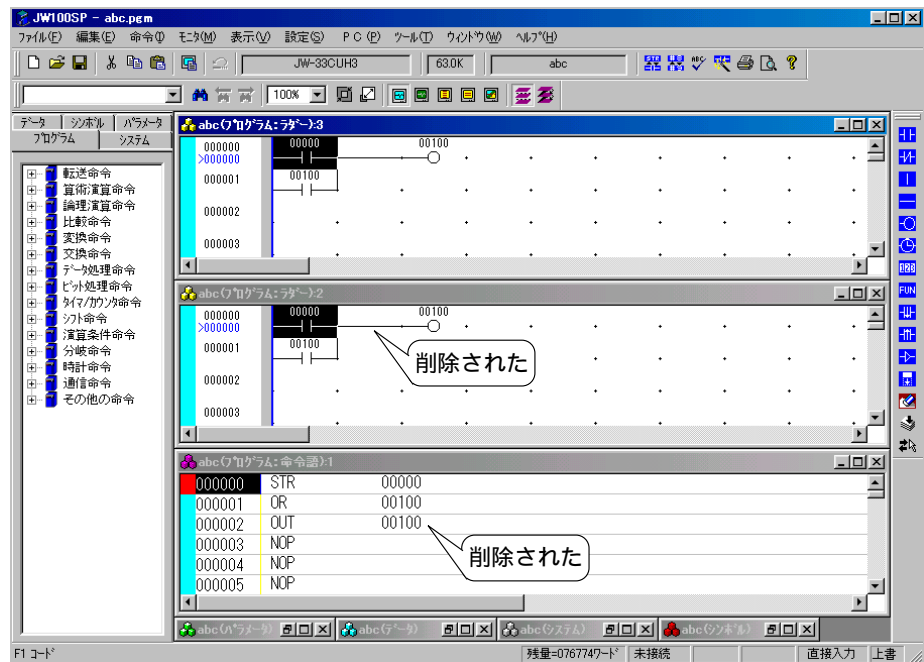 JW100SP - abc.pgm
ファイル(F) 編集(E) 命令(I) モニタ(M) 表示(V) 設定(S) P C (P) ツール(T) ウィンドウ(W) ヘルプ(H)
JW-33CUH3 63.0K abc
100%
データ シンボル パラメータ
プログラム システム
転送命令
算術演算命令
論理演算命令
比較命令
変換命令
交換命令
データ処理命令
ビット処理命令
タイマ/カウンタ命令
シフト命令
演算条件命令
分岐命令
時計命令
通信命令
その他の命令
abc(プログラム:ラダー):3
000000 00000 00100
>000000
000001 00100
000002
000003
abc(プログラム:ラダー):2
000000 00000 00100
>000000
000001 00100
削除された
000002
000003
abc(プログラム:命令語):1
000000 STR 00000
000001 OR 00100
000002 OUT 00100
000003 NOP
削除された
000004 NOP
000005 NOP
abc(パラメータ) abc(データ) abc(システム) abc(シンボル)
FUN
F1 コード 残量=076774ワード 未接続 直接入力 上書